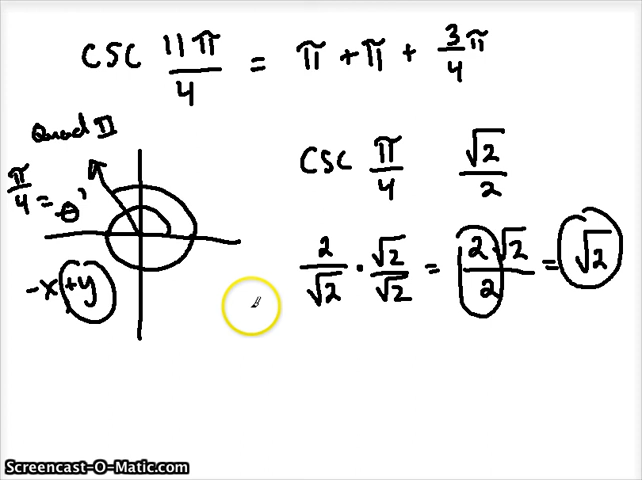 csc 11π/4 = π + π + 3/4 π
Quad II
π/4 = θ'
-x +y
csc π/4 √2/2
2/√2 · √2/√2 = 2√2/2 = √2
Screencast-O-Matic.com